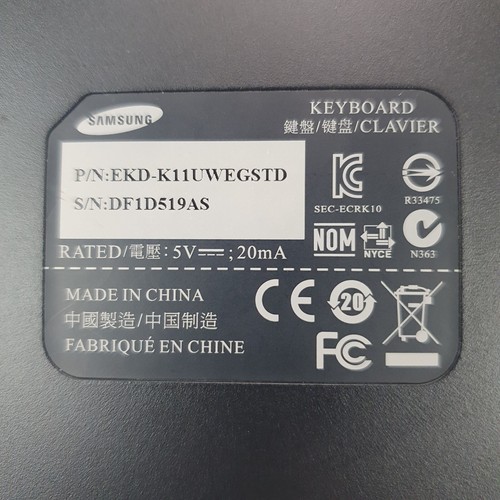 SAMSUNG
KEYBOARD
鍵盤/键盘/CLAVIER
P/N:EKD-K11UWEGSTD
S/N:DF1D519AS
SEC-ECRK10
R33475
NOM
NYCE
N363
RATED/電壓: 5V⎓;20mA
MADE IN CHINA
中國製造/中国制造
FABRIQUÉ EN CHINE
CE
20
FC